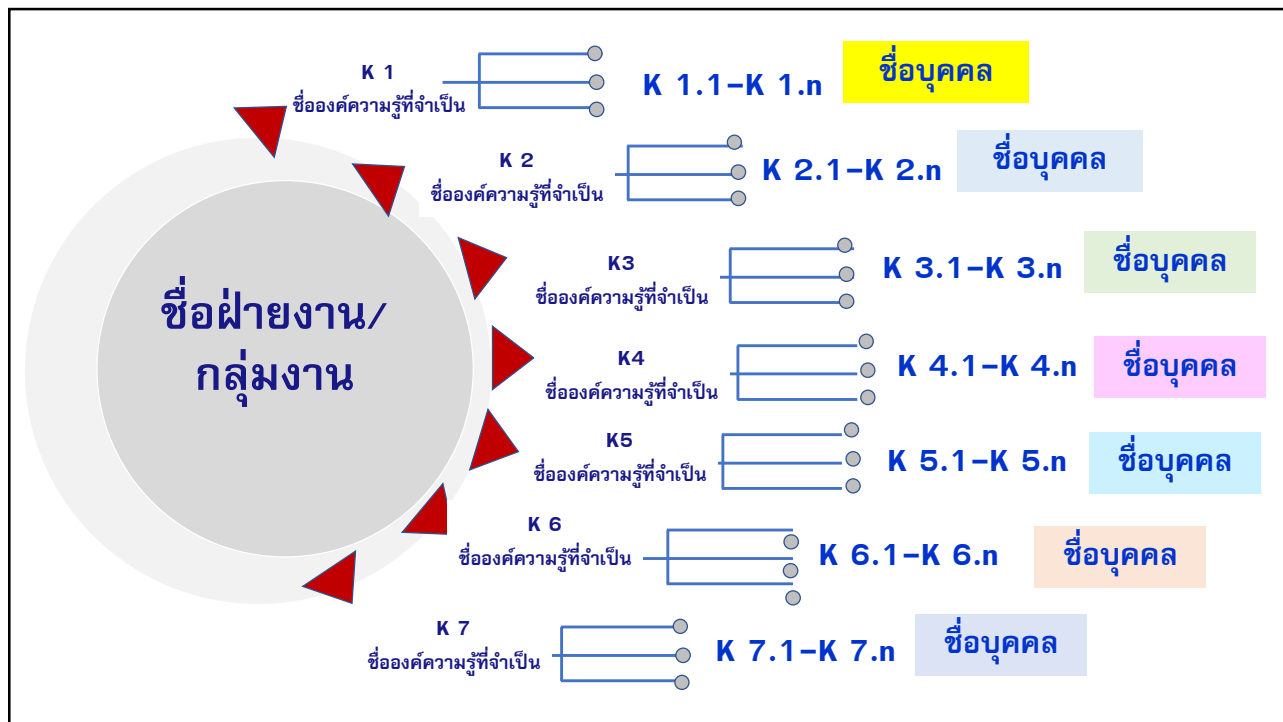 K 1
ชื่อองค์ความรู้ที่จำเป็น
K 1.1–K 1.n
ชื่อบุคคล
K 2
ชื่อองค์ความรู้ที่จำเป็น
K 2.1–K 2.n
ชื่อบุคคล
K3
ชื่อองค์ความรู้ที่จำเป็น
K 3.1–K 3.n
ชื่อบุคคล
ชื่อฝ่ายงาน/
กลุ่มงาน
K4
ชื่อองค์ความรู้ที่จำเป็น
K 4.1–K 4.n
ชื่อบุคคล
K5
ชื่อองค์ความรู้ที่จำเป็น
K 5.1–K 5.n
ชื่อบุคคล
K 6
ชื่อองค์ความรู้ที่จำเป็น
K 6.1–K 6.n
ชื่อบุคคล
K 7
ชื่อองค์ความรู้ที่จำเป็น
K 7.1–K 7.n
ชื่อบุคคล